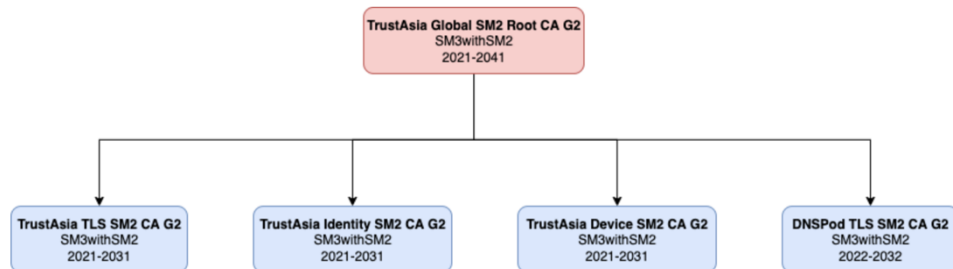 TrustAsia Global SM2 Root CA G2
SM3withSM2
2021-2041
TrustAsia TLS SM2 CA G2
SM3withSM2
2021-2031
TrustAsia Identity SM2 CA G2
SM3withSM2
2021-2031
TrustAsia Device SM2 CA G2
SM3withSM2
2021-2031
DNSPod TLS SM2 CA G2
SM3withSM2
2022-2032